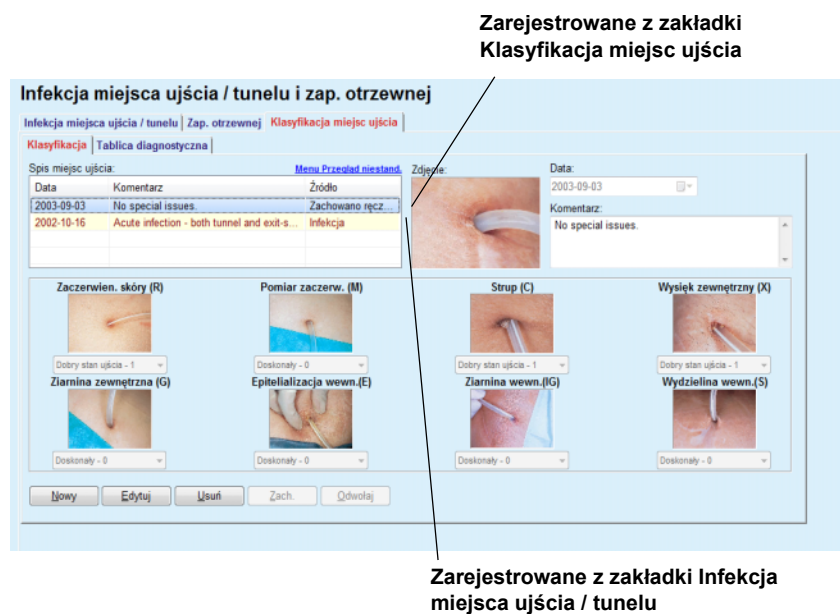 Zarejestrowane z zakładki
Klasyfikacja miejsc ujścia
Infekcja miejsca ujścia / tunelu i zap. otrzewnej
Infekcja miejsca ujścia / tunelu Zap. otrzewnej Klasyfikacja miejsc ujścia
Klasyfikacja Tablica diagnostyczna
Spis miejsc ujścia: Menu Przegląd niestand. Zdjęcie: Data:
Data Komentarz Źródło 2003-09-03
2003-09-03 No special issues. Zachowano ręcz... Komentarz:
2002-10-16 Acute infection - both tunnel and exit-s... Infekcja No special issues.
Zaczerwien. skóry (R) Pomiar zaczerw. (M) Strup (C) Wysięk zewnętrzny (X)
Dobry stan ujścia - 1 Doskonały - 0 Dobry stan ujścia - 1 Dobry stan ujścia - 1
Ziarnina zewnętrzna (G) Epitelializacja wewn.(E) Ziarnina wewn.(IG) Wydzielina wewn.(S)
Doskonały - 0 Doskonały - 0 Doskonały - 0 Doskonały - 0
Nowy Edytuj Usuń Zach. Odwołaj
Zarejestrowane z zakładki Infekcja
miejsca ujścia / tunelu